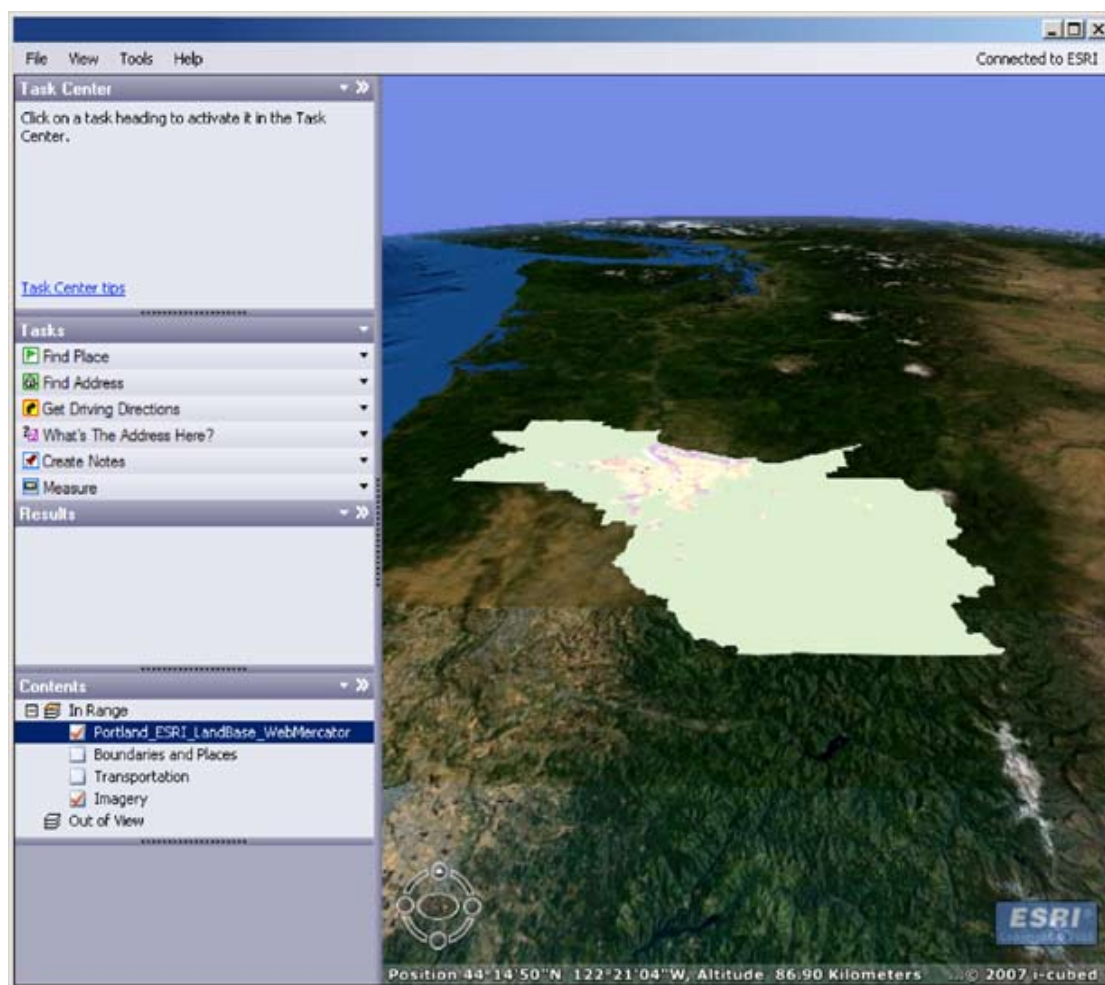 File View Tools Help
Connected to ESRI
Task Center
Click on a task heading to activate it in the Task
Center.
Task Center tips
Tasks
Find Place
Find Address
Get Driving Directions
What's The Address Here?
Create Notes
Measure
Results
Contents
In Range
Portland_ESRI_LandBase_WebMercator
Boundaries and Places
Transportation
Imagery
Out of View
ESRI
Position 44°14'50"N 122°21'04"W, Altitude 86.90 Kilometers ...© 2007 i-cubed